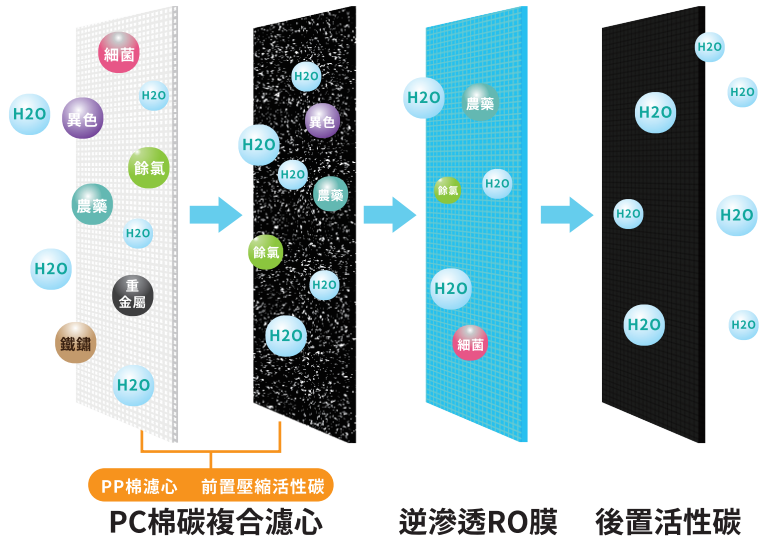 細菌
H2O
H2O
異色
餘氯
農藥
H2O
H2O
重
金屬
鐵鏽
H2O
H2O
異色
H2O
H2O
農藥
餘氯
H2O
H2O
H2O
農藥
餘氯
H2O
H2O
細菌
H2O
H2O
H2O
H2O
H2O
H2O
H2O
PP棉濾心 前置壓縮活性碳
PC棉碳複合濾心
逆滲透RO膜
後置活性碳